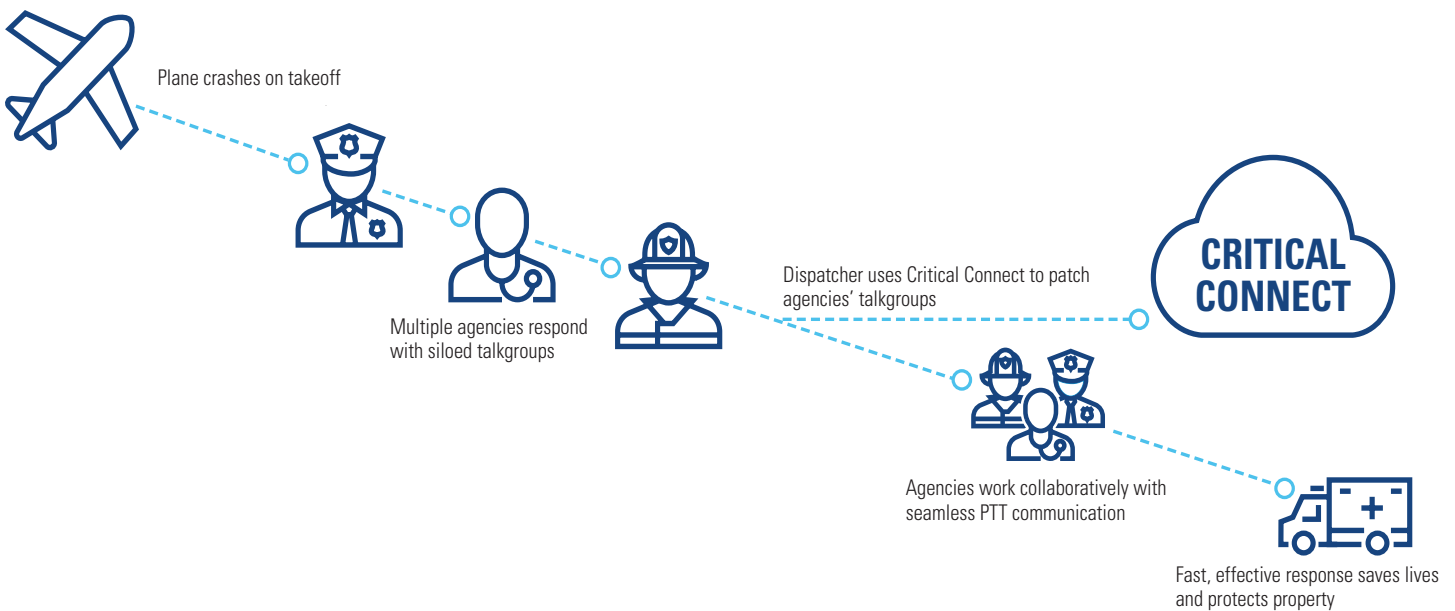 Plane crashes on takeoff
Multiple agencies respond
with siloed talkgroups
Dispatcher uses Critical Connect to patch
agencies’ talkgroups
CRITICAL
CONNECT
Agencies work collaboratively with
seamless PTT communication
Fast, effective response saves lives
and protects property